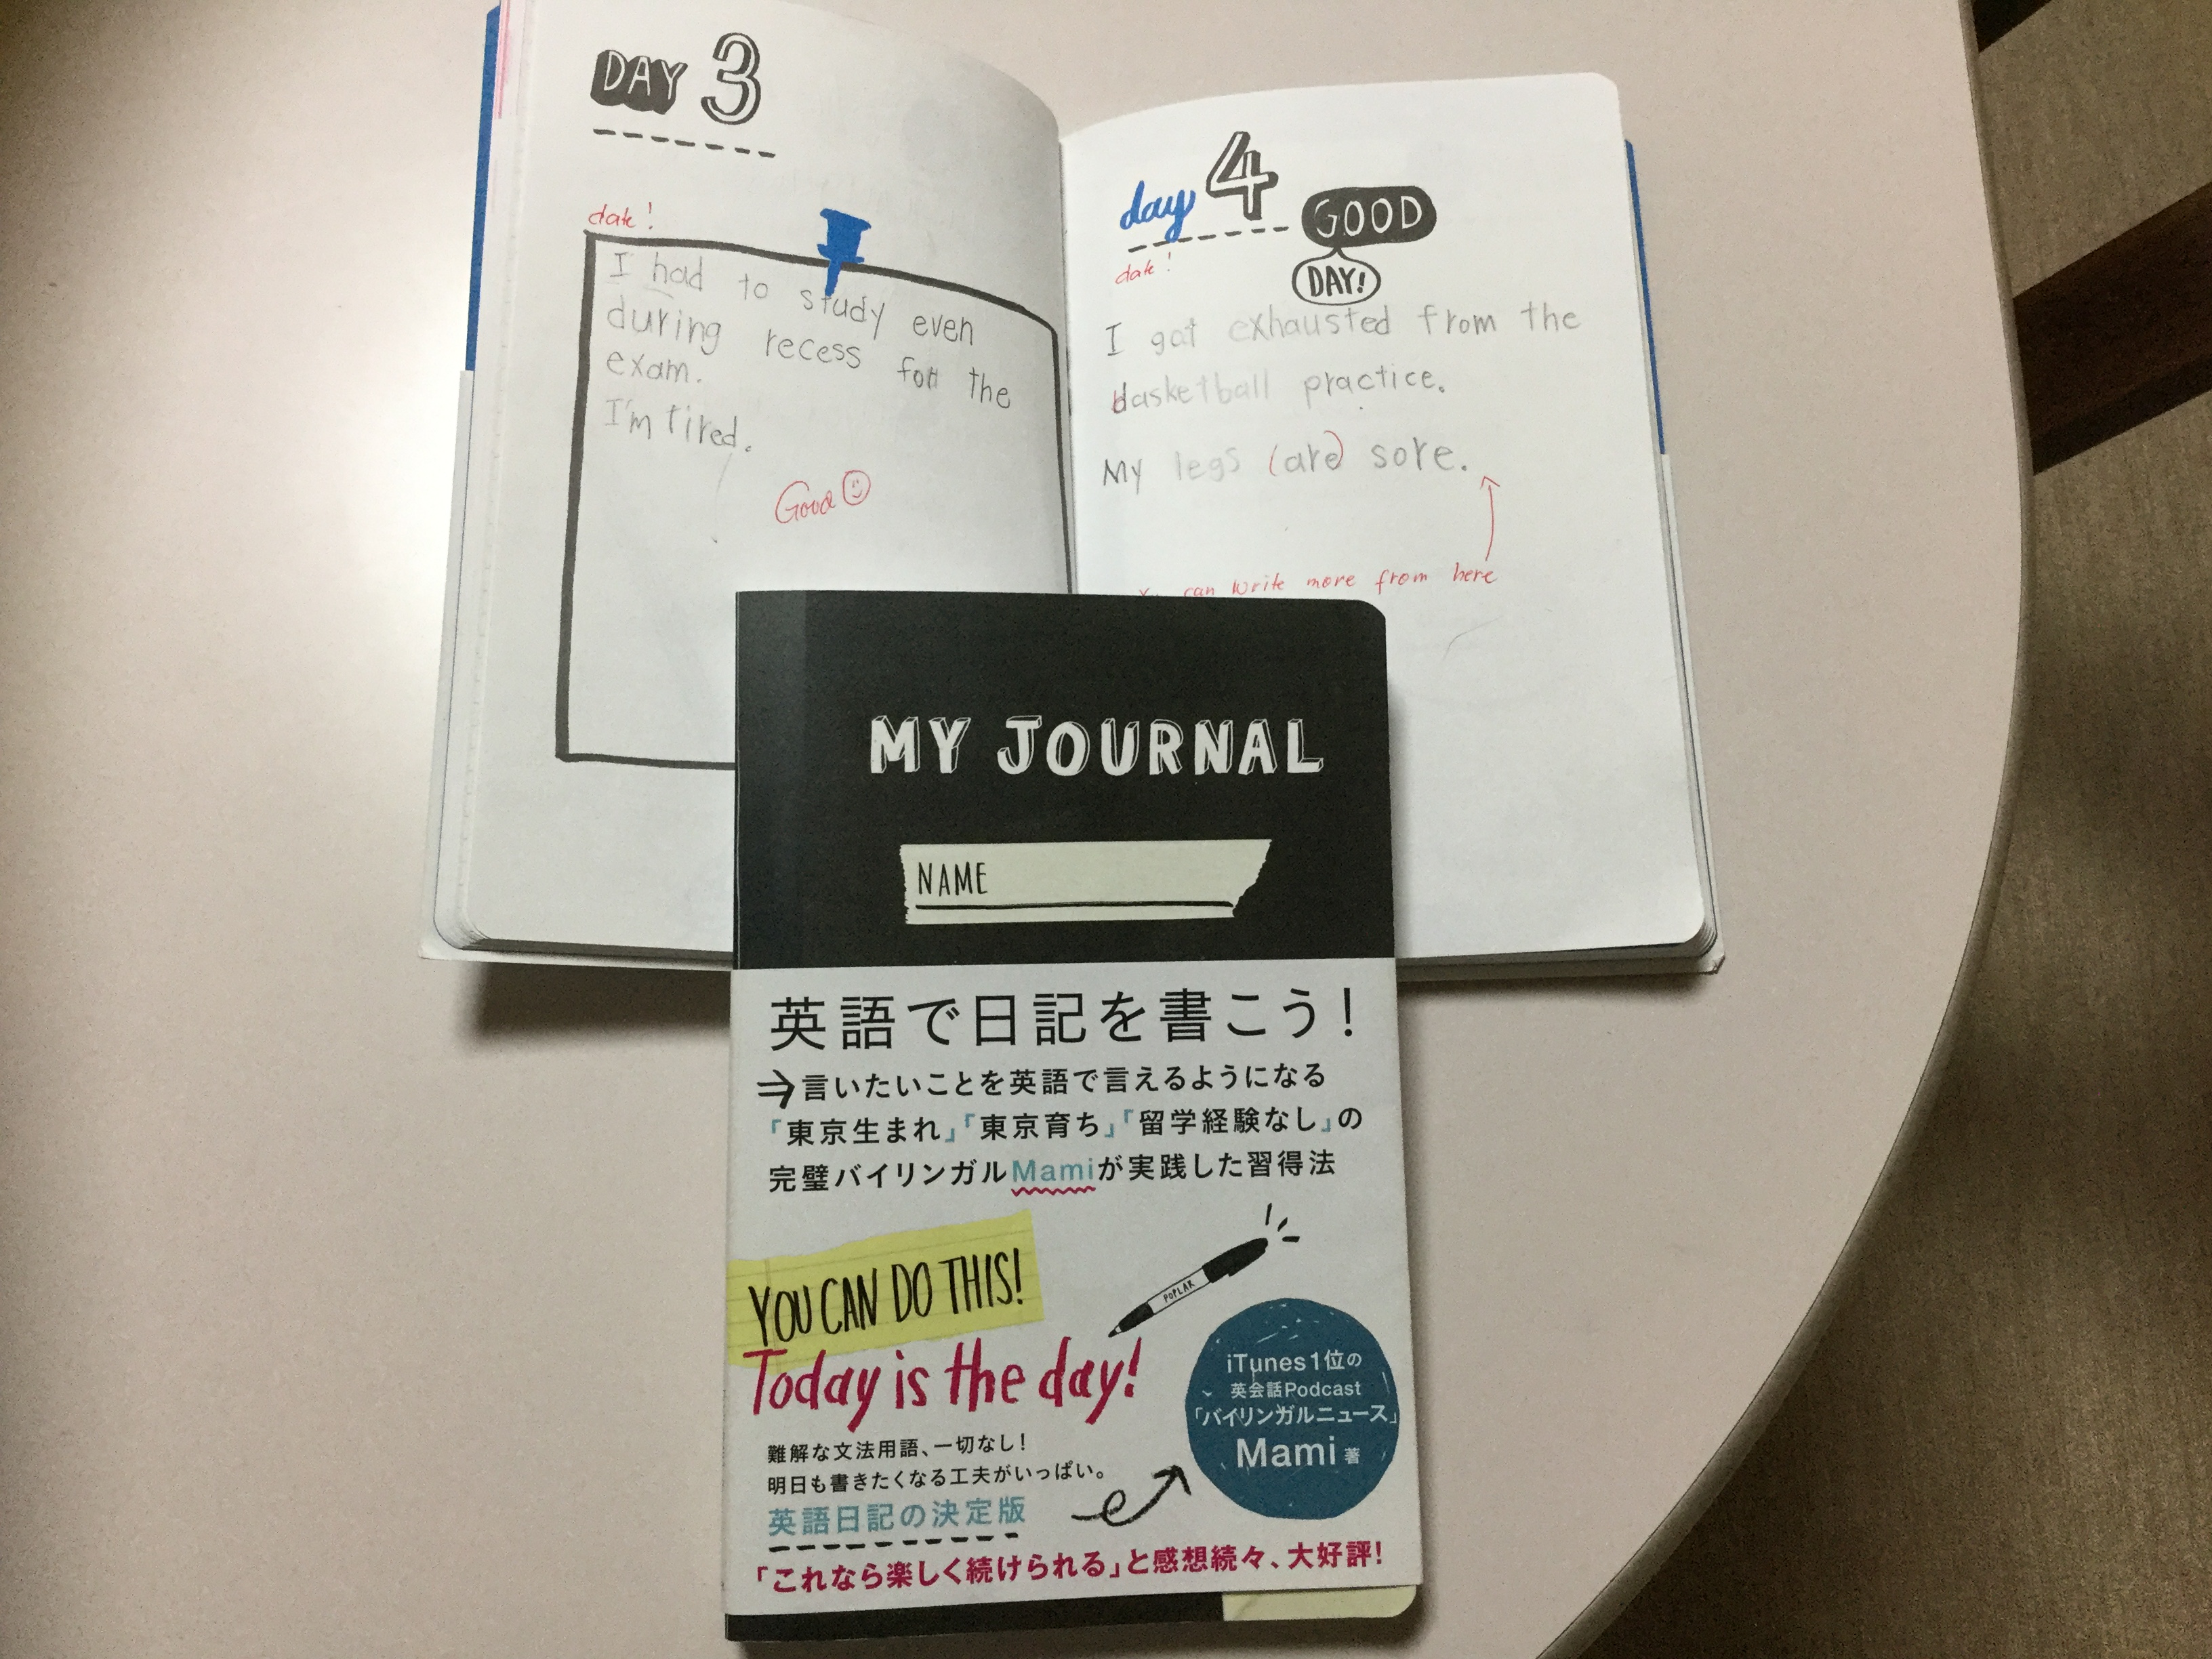 DAY 3
date!
I had to study even
during recess for the
exam.
I'm tired.
Good
day 4
GOOD
DAY!
date!
I got exhausted from the
basketball practice.
My legs (are) sore.
can write more from here
MY JOURNAL
NAME
英語で日記を書こう！
→言いたいことを英語で言えるようになる
「東京生まれ」「東京育ち」「留学経験なし」の
完璧バイリンガルMamiが実践した習得法
YOU CAN DO THIS!
POPLAR
Today is the day!
iTunes1位の
英会話Podcast
「バイリンガルニュース」
Mami 著
難解な文法用語、一切なし！
明日も書きたくなる工夫がいっぱい。
英語日記の決定版
「これなら楽しく続けられる」と感想続々、大好評！